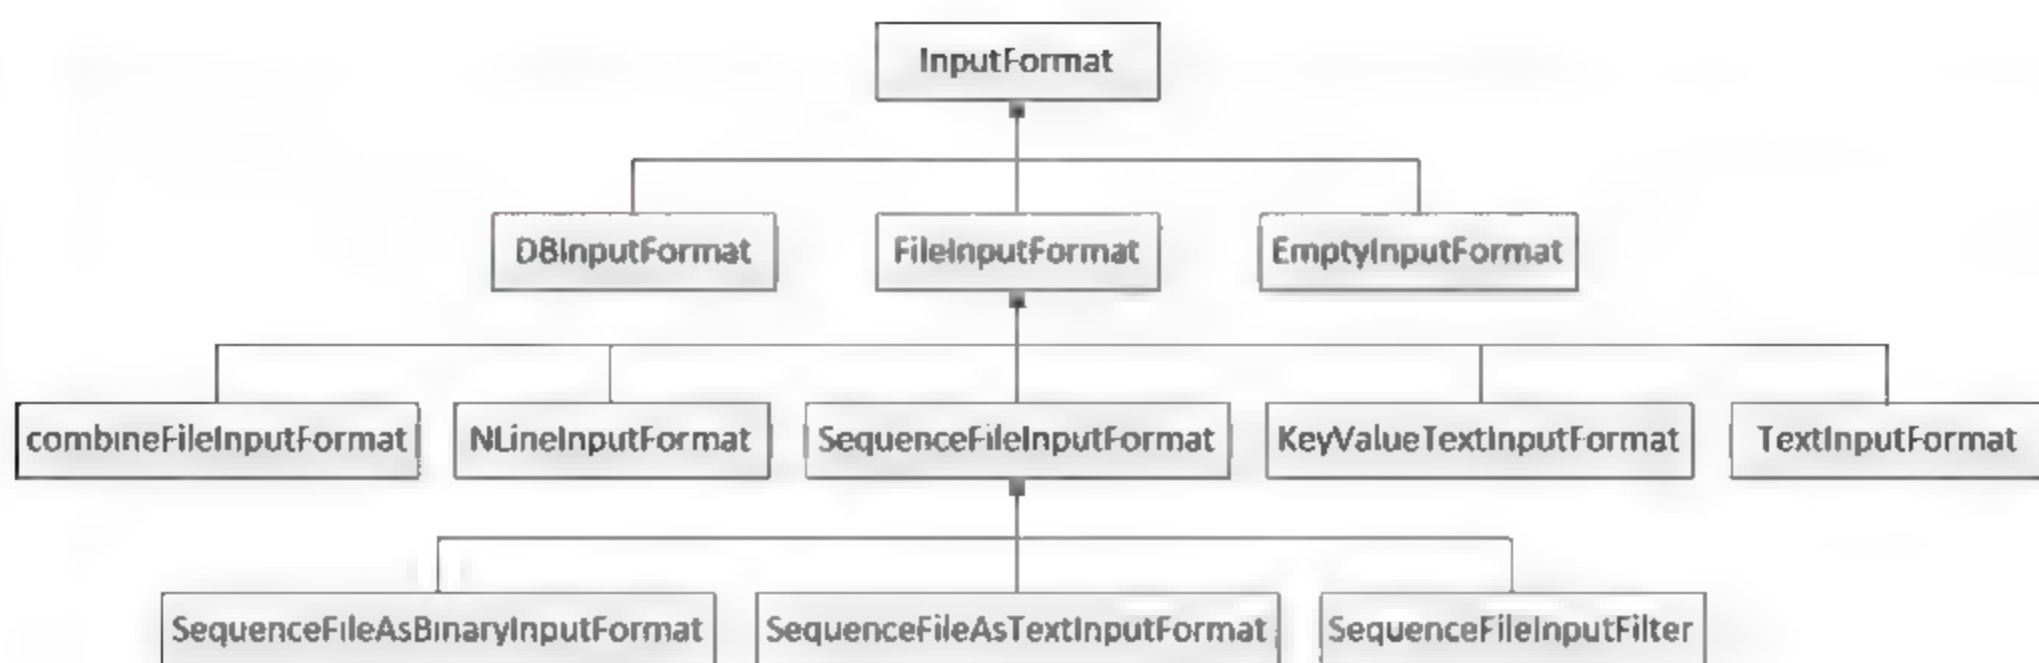 InputFormat
DBInputFormat
FileInputFormat
EmptyInputFormat
combineFileInputFormat
NLineInputFormat
SequenceFileInputFormat
KeyValueTextInputFormat
TextInputFormat
SequenceFileAsBinaryInputFormat
SequenceFileAsTextInputFormat
SequenceFileInputFilter